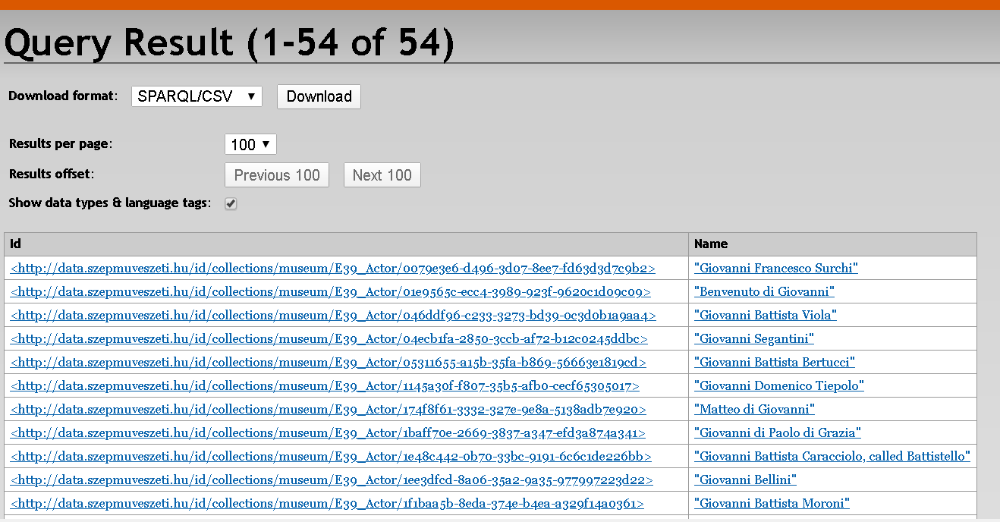 Query Result (1-54 of 54)
Download format: SPARQL/CSV Download
Results per page: 100
Results offset: Previous 100 Next 100
Show data types & language tags:
Id Name
<http://data.szepmuveszeti.hu/id/collections/museum/E39_Actor/0079e3e6-d496-3d07-8ee7-fd63d3d7c9b2> "Giovanni Francesco Surchi"
<http://data.szepmuveszeti.hu/id/collections/museum/E39_Actor/01e9565c-ecc4-3989-923f-9620c1d09c09> "Benvenuto di Giovanni"
<http://data.szepmuveszeti.hu/id/collections/museum/E39_Actor/046ddf96-c233-3273-bd39-0c3d0b1a9aa4> "Giovanni Battista Viola"
<http://data.szepmuveszeti.hu/id/collections/museum/E39_Actor/04ecb1fa-2850-3ccb-af72-b12c0245ddbc> "Giovanni Segantini"
<http://data.szepmuveszeti.hu/id/collections/museum/E39_Actor/05311655-a15b-35fa-b869-56663e1819cd> "Giovanni Battista Bertucci"
<http://data.szepmuveszeti.hu/id/collections/museum/E39_Actor/1145a30f-f807-35b5-afb0-cecf65305017> "Giovanni Domenico Tiepolo"
<http://data.szepmuveszeti.hu/id/collections/museum/E39_Actor/174f8f61-3332-327e-9e8a-5138adb7e920> "Matteo di Giovanni"
<http://data.szepmuveszeti.hu/id/collections/museum/E39_Actor/1baff70e-2669-3837-a347-efd3a874a341> "Giovanni di Paolo di Grazia"
<http://data.szepmuveszeti.hu/id/collections/museum/E39_Actor/1e48c442-0b70-33bc-9191-6c6c1de226bb> "Giovanni Battista Caracciolo, called Battistello"
<http://data.szepmuveszeti.hu/id/collections/museum/E39_Actor/1ee3dfcd-8a06-35a2-9a35-977997223d22> "Giovanni Bellini"
<http://data.szepmuveszeti.hu/id/collections/museum/E39_Actor/1f1baa5b-8eda-374e-b4ea-a329f14a0361> "Giovanni Battista Moroni"